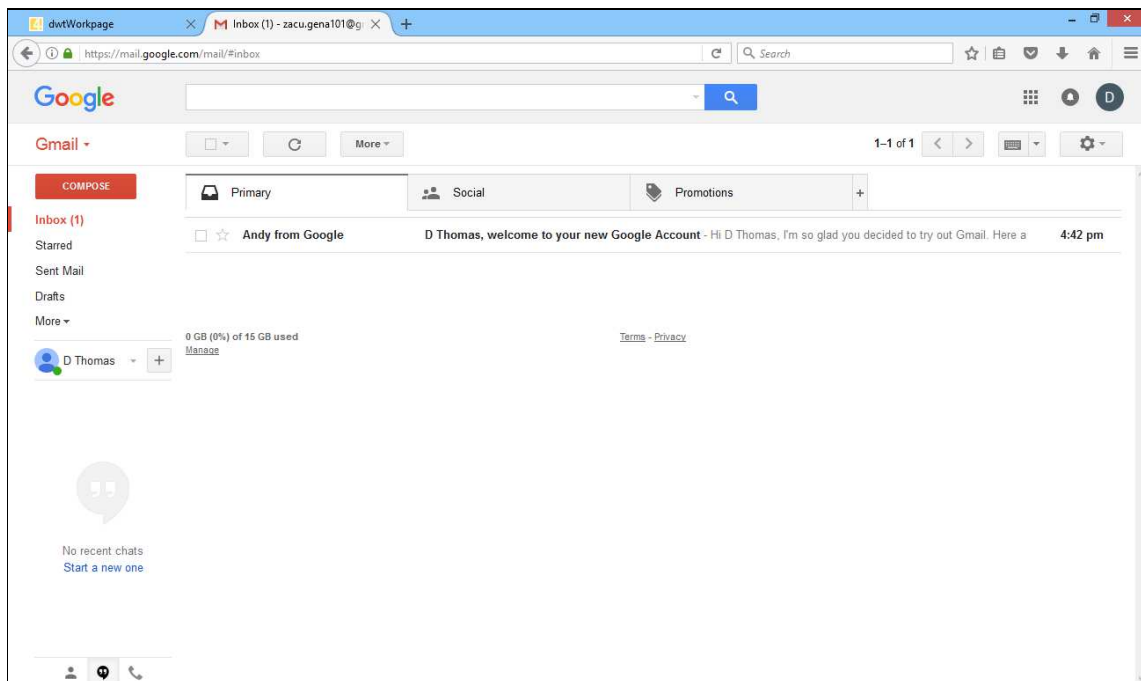 dwtWorkpage
Inbox (1) - zacu.gena101@g
https://mail.google.com/mail/#inbox
Search
Google
D
Gmail
More
1–1 of 1
COMPOSE
Primary
Social
Promotions
+
Inbox (1)
Starred
Sent Mail
Drafts
More
Andy from Google D Thomas, welcome to your new Google Account - Hi D Thomas, I'm so glad you decided to try out Gmail. Here a 4:42 pm
0 GB (0%) of 15 GB used
Manage
Terms - Privacy
D Thomas
+
No recent chats
Start a new one